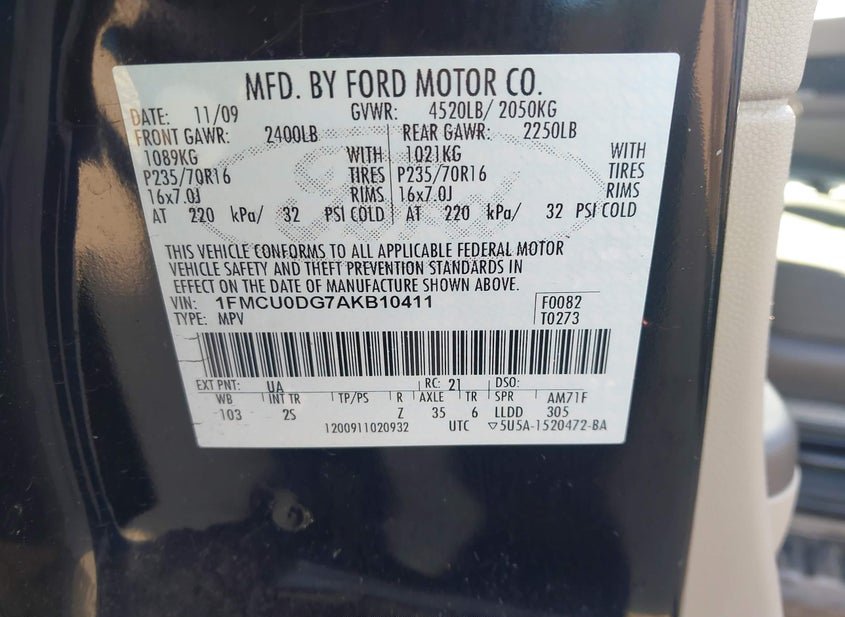 MFD. BY FORD MOTOR CO.
DATE: 11/09 GVWR: 4520LB/ 2050KG
FRONT GAWR: 2400LB REAR GAWR: 2250LB
1089KG WITH 1021KG WITH
P235/70R16 TIRES P235/70R16 TIRES
16x7.0J RIMS 16x7.0J RIMS
AT 220 kPa/ 32 PSI COLD AT 220 kPa/ 32 PSI COLD
THIS VEHICLE CONFORMS TO ALL APPLICABLE FEDERAL MOTOR
VEHICLE SAFETY AND THEFT PREVENTION STANDARDS IN
EFFECT ON THE DATE OF MANUFACTURE SHOWN ABOVE.
VIN: 1FMCU0DG7AKB10411 F0082
TYPE: MPV T0273
EXT PNT: UA RC: 21 DSO:
WB INT TR TP/PS R AXLE TR SPR AM71F
103 2S Z 35 6 LLDD 305
1200911020932 UTC ▽5U5A-1520472-BA